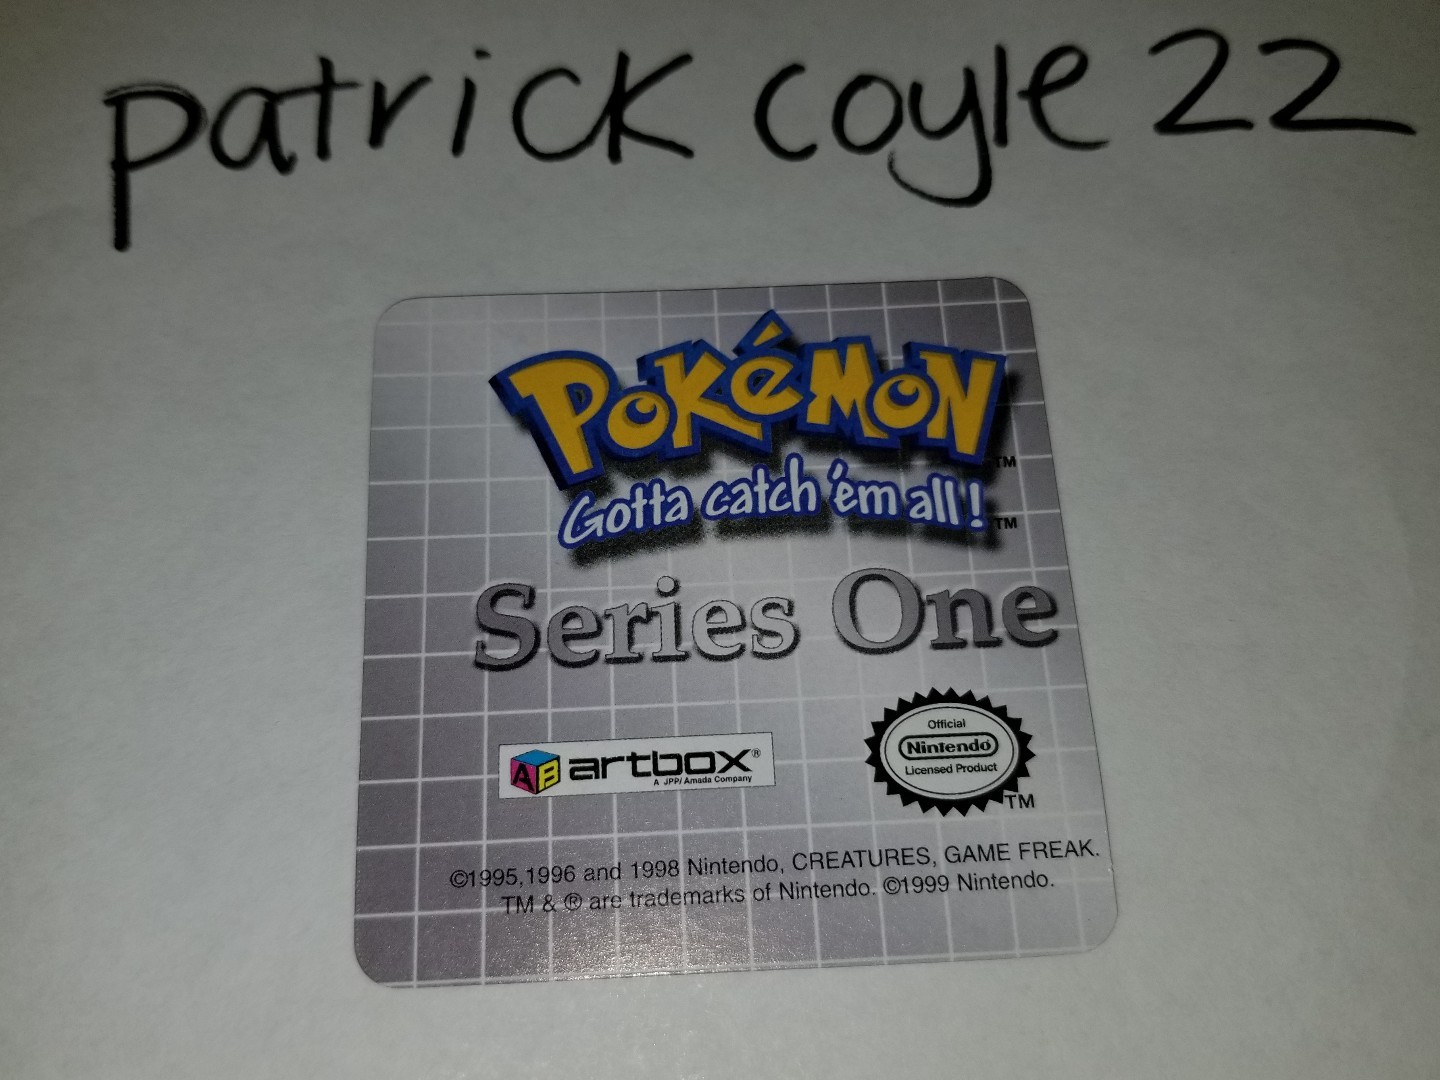 patrick coyle 22
POKéMON
TM
Gotta catch 'em all!
TM
Series One
AB artbox®
A JPP/Amada Company
Official
Nintendo
Licensed Product
TM
©1995,1996 and 1998 Nintendo, CREATURES, GAME FREAK.
TM & ® are trademarks of Nintendo. ©1999 Nintendo.